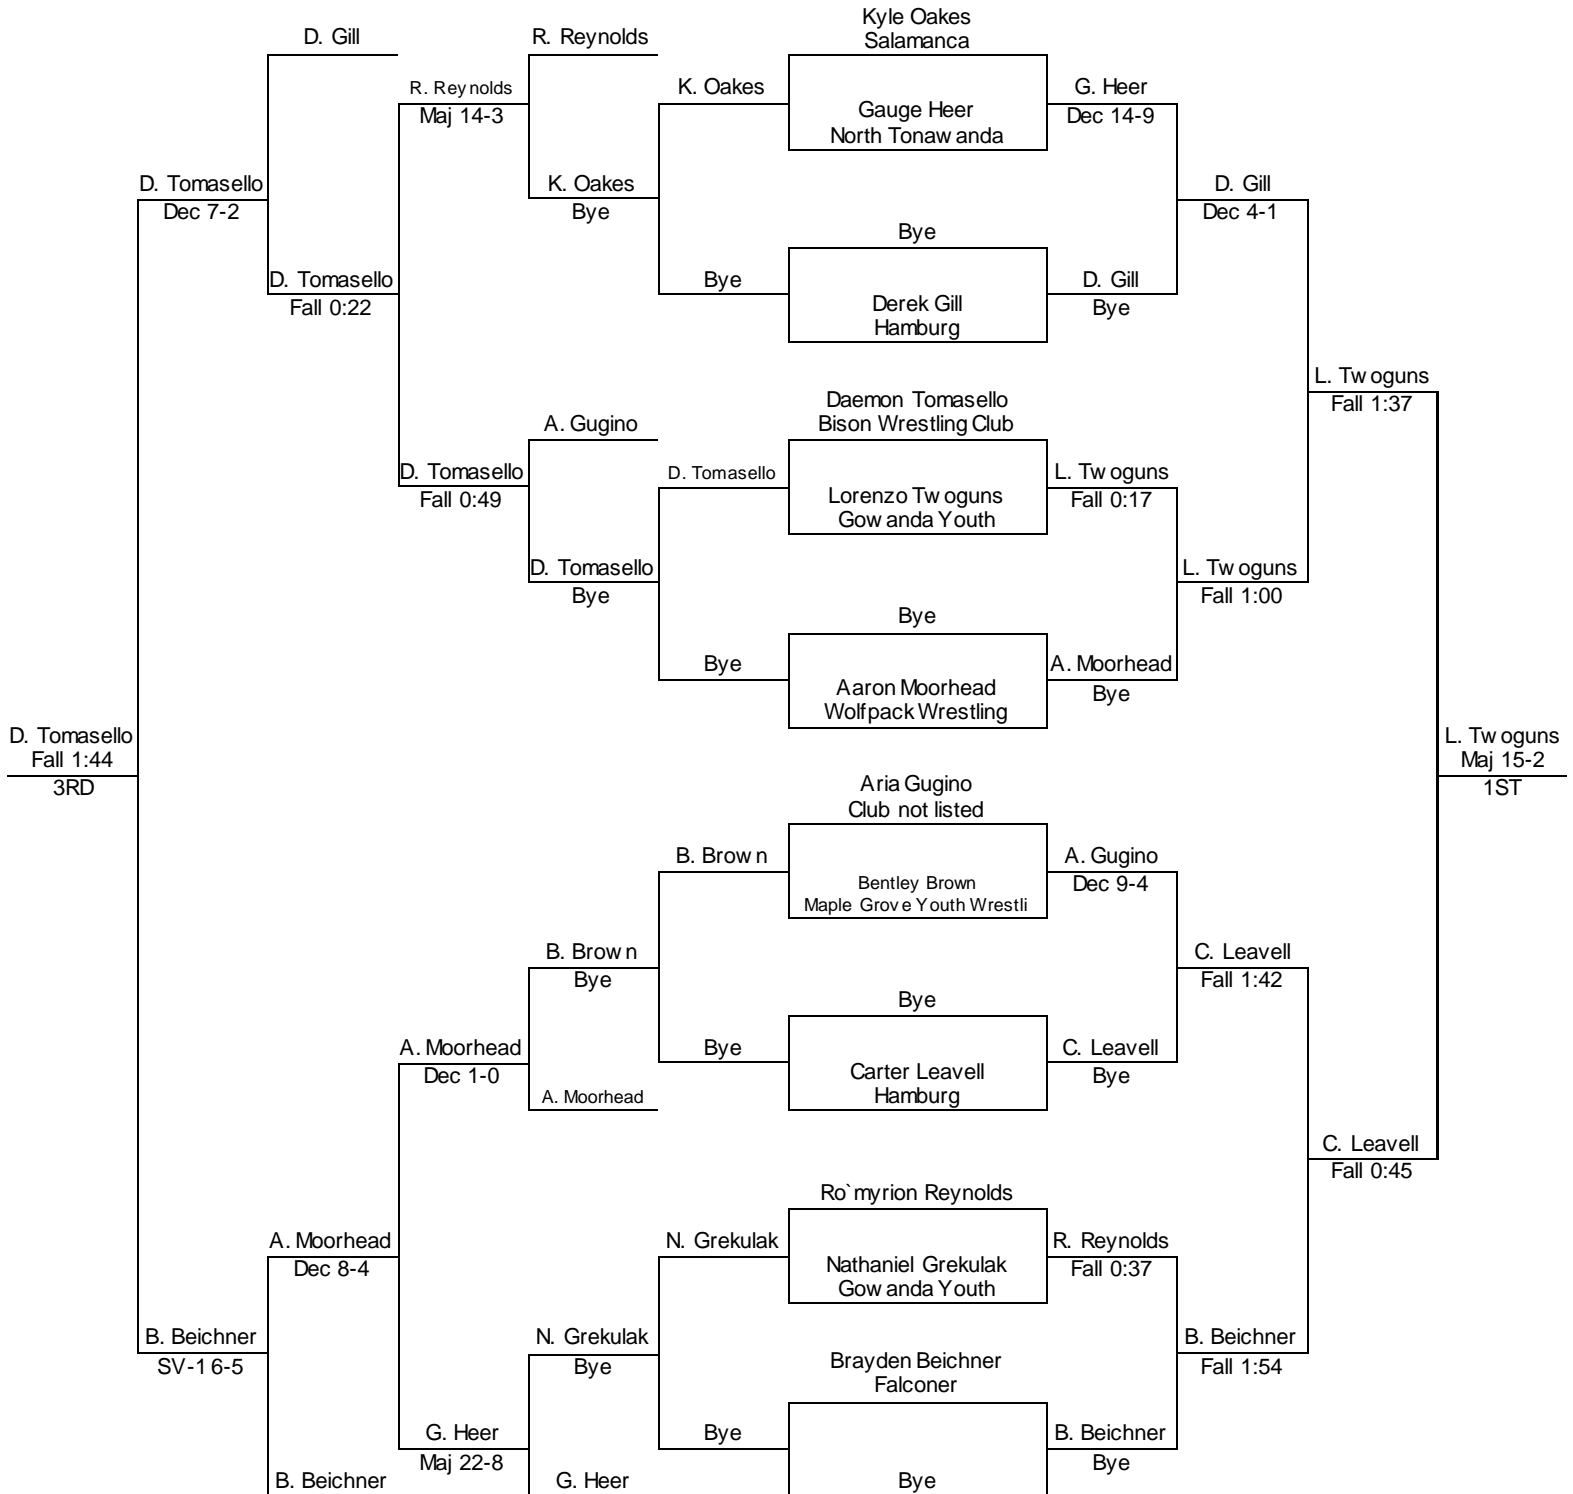 Kyle Oakes
Salamanca
D. Gill
R. Reynolds
R. Reynolds
Maj 14-3
K. Oakes
Gauge Heer
North Tonawanda
G. Heer
Dec 14-9
D. Tomasello
Dec 7-2
K. Oakes
Bye
D. Gill
Dec 4-1
Bye
D. Tomasello
Fall 0:22
Bye
Derek Gill
Hamburg
D. Gill
Bye
L. Twoguns
Fall 1:37
Daemon Tomasello
Bison Wrestling Club
A. Gugino
D. Tomasello
Fall 0:49
D. Tomasello
Lorenzo Twoguns
Gowanda Youth
L. Twoguns
Fall 0:17
D. Tomasello
Bye
L. Twoguns
Fall 1:00
Bye
Bye
Aaron Moorhead
Wolfpack Wrestling
A. Moorhead
Bye
D. Tomasello
Fall 1:44
3RD
L. Twoguns
Maj 15-2
1ST
Aria Gugino
Club not listed
B. Brown
Bentley Brown
Maple Grove Youth Wrestli
A. Gugino
Dec 9-4
B. Brown
Bye
C. Leavell
Fall 1:42
Bye
A. Moorhead
Dec 1-0
Bye
Carter Leavell
Hamburg
C. Leavell
Bye
A. Moorhead
C. Leavell
Fall 0:45
Ro`myrion Reynolds
A. Moorhead
Dec 8-4
N. Grekulak
Nathaniel Grekulak
Gowanda Youth
R. Reynolds
Fall 0:37
B. Beichner
SV-1 6-5
N. Grekulak
Bye
Brayden Beichner
Falconer
B. Beichner
Fall 1:54
G. Heer
Maj 22-8
Bye
B. Beichner
Bye
B. Beichner
G. Heer
Bye